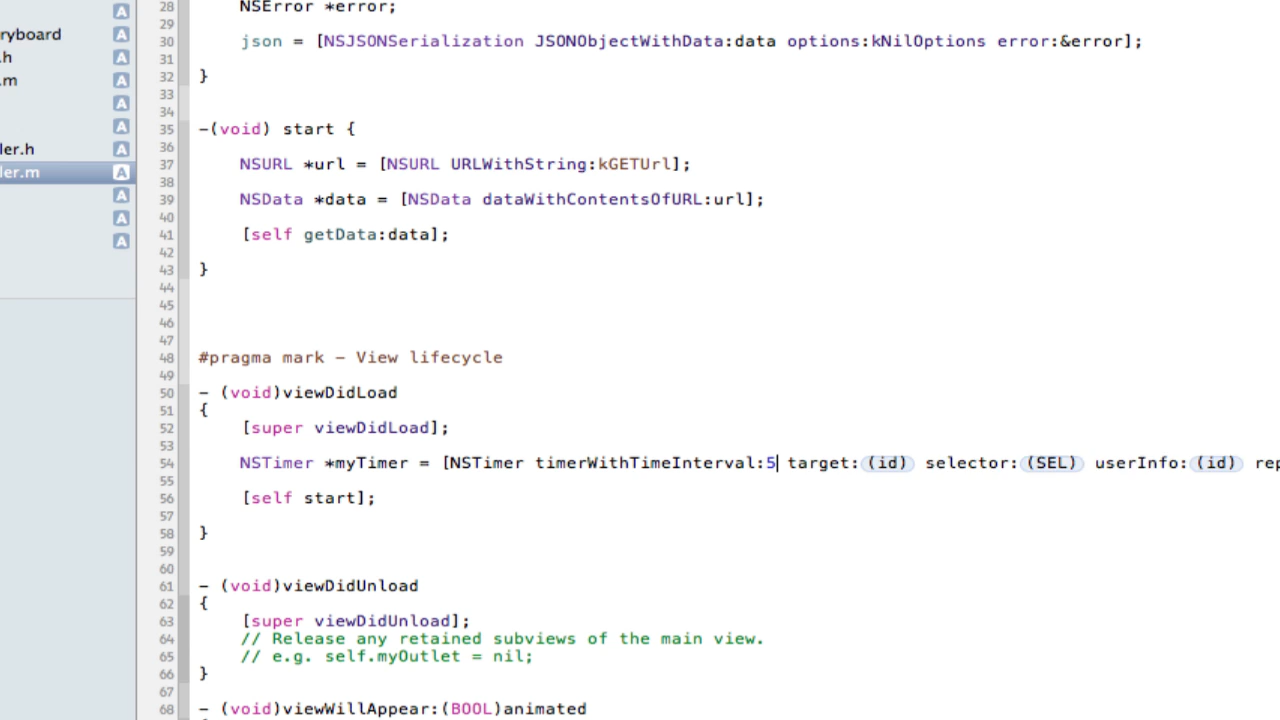 28 NSError *error;
29
ryboard
30 json = [NSJSONSerialization JSONObjectWithData:data options:kNilOptions error:&error];
.h
31
.m
32 }
33
34
35 -(void) start {
ler.h
36
37 NSURL *url = [NSURL URLWithString:kGETUrl];
ler.m
38
39 NSData *data = [NSData dataWithContentsOfURL:url];
40
41 [self getData:data];
42
43 }
44
45
46
47
48 #pragma mark - View lifecycle
49
50 - (void)viewDidLoad
51 {
52 [super viewDidLoad];
53
54 NSTimer *myTimer = [NSTimer timerWithTimeInterval:5 target:(id) selector:(SEL) userInfo:(id) rep
55
56 [self start];
57
58 }
59
60
61 - (void)viewDidUnload
62 {
63 [super viewDidUnload];
64 // Release any retained subviews of the main view.
65 // e.g. self.myOutlet = nil;
66 }
67
68 - (void)viewWillAppear:(BOOL)animated
A
A
A
A
A
A
A
A
A
A
A